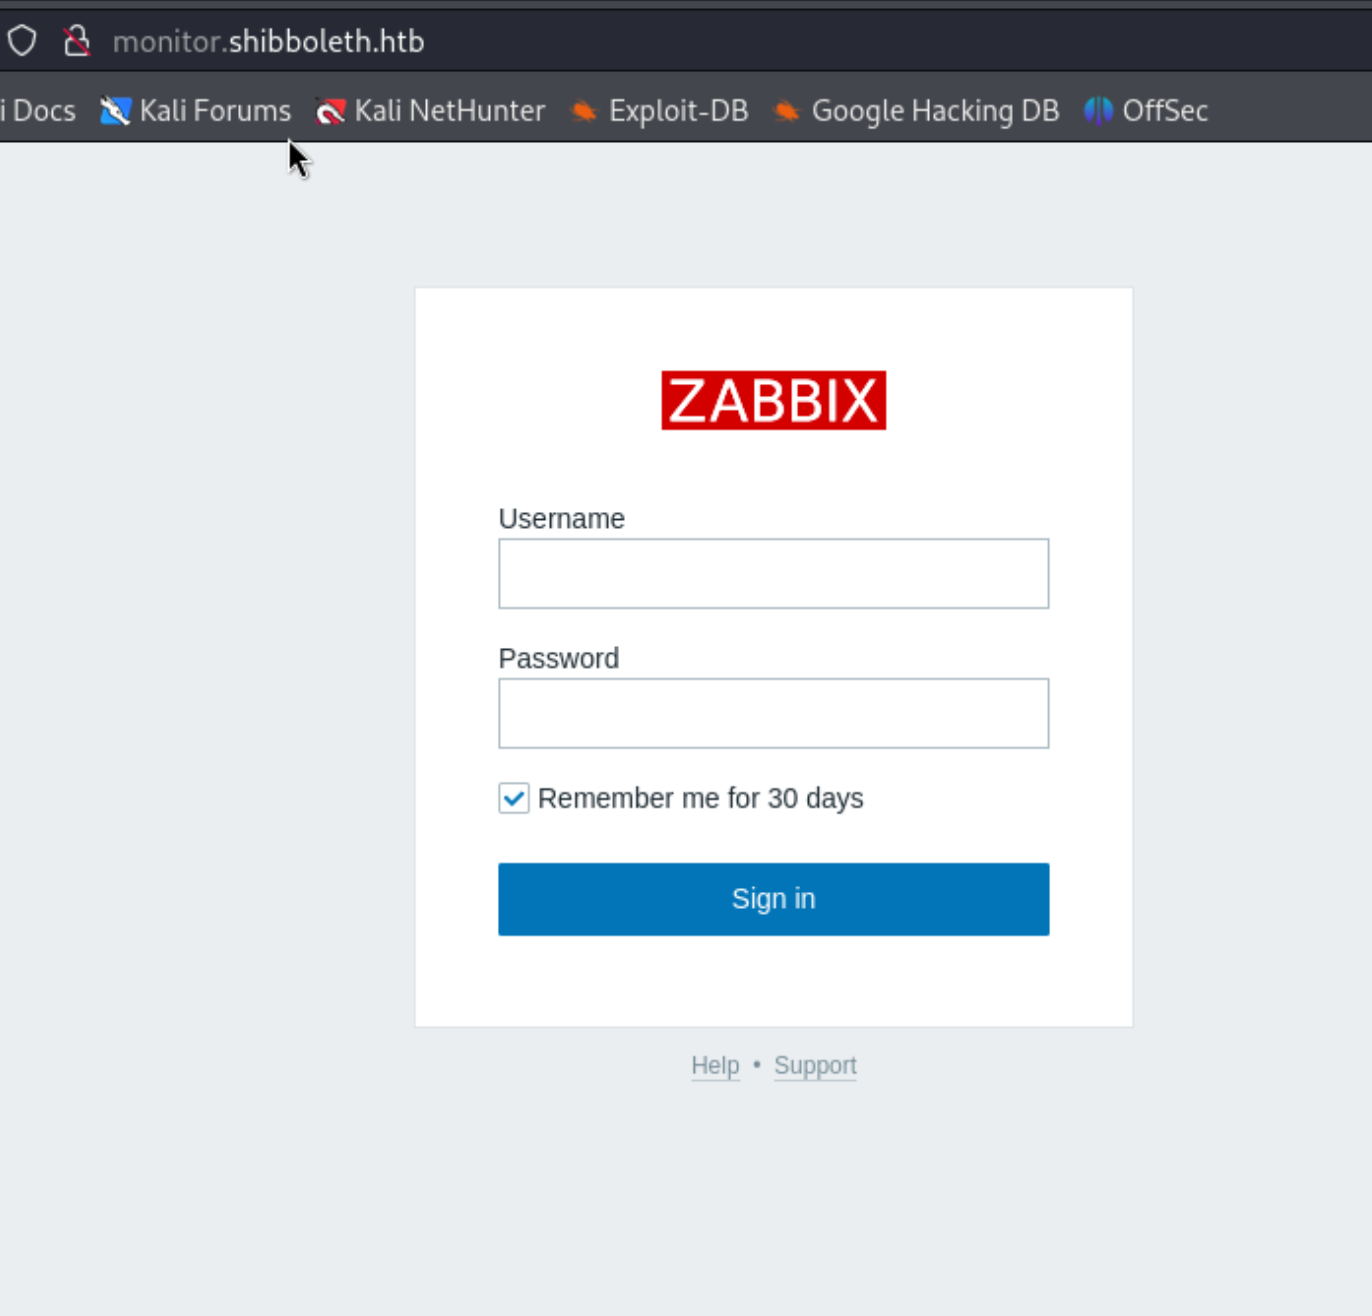 monitor.shibboleth.htb
i Docs Kali Forums Kali NetHunter Exploit-DB Google Hacking DB OffSec
ZABBIX
Username
Password
Remember me for 30 days
Sign in
Help • Support